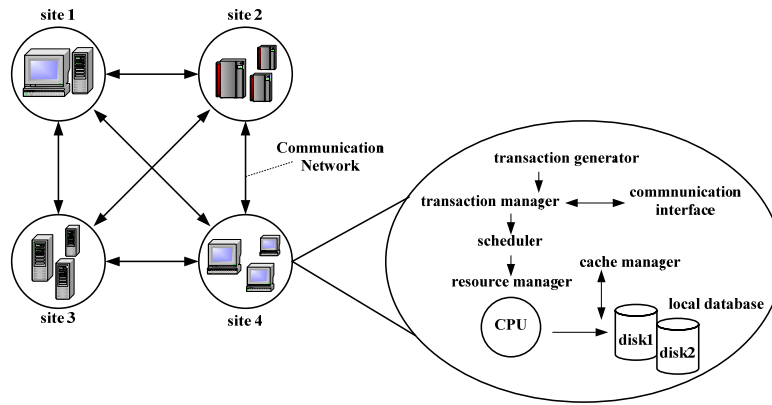 site 1
site 2
Communication
Network
site 3
site 4
transaction generator
transaction manager
commnunication
interface
scheduler
cache manager
resource manager
local database
CPU
disk1
disk2